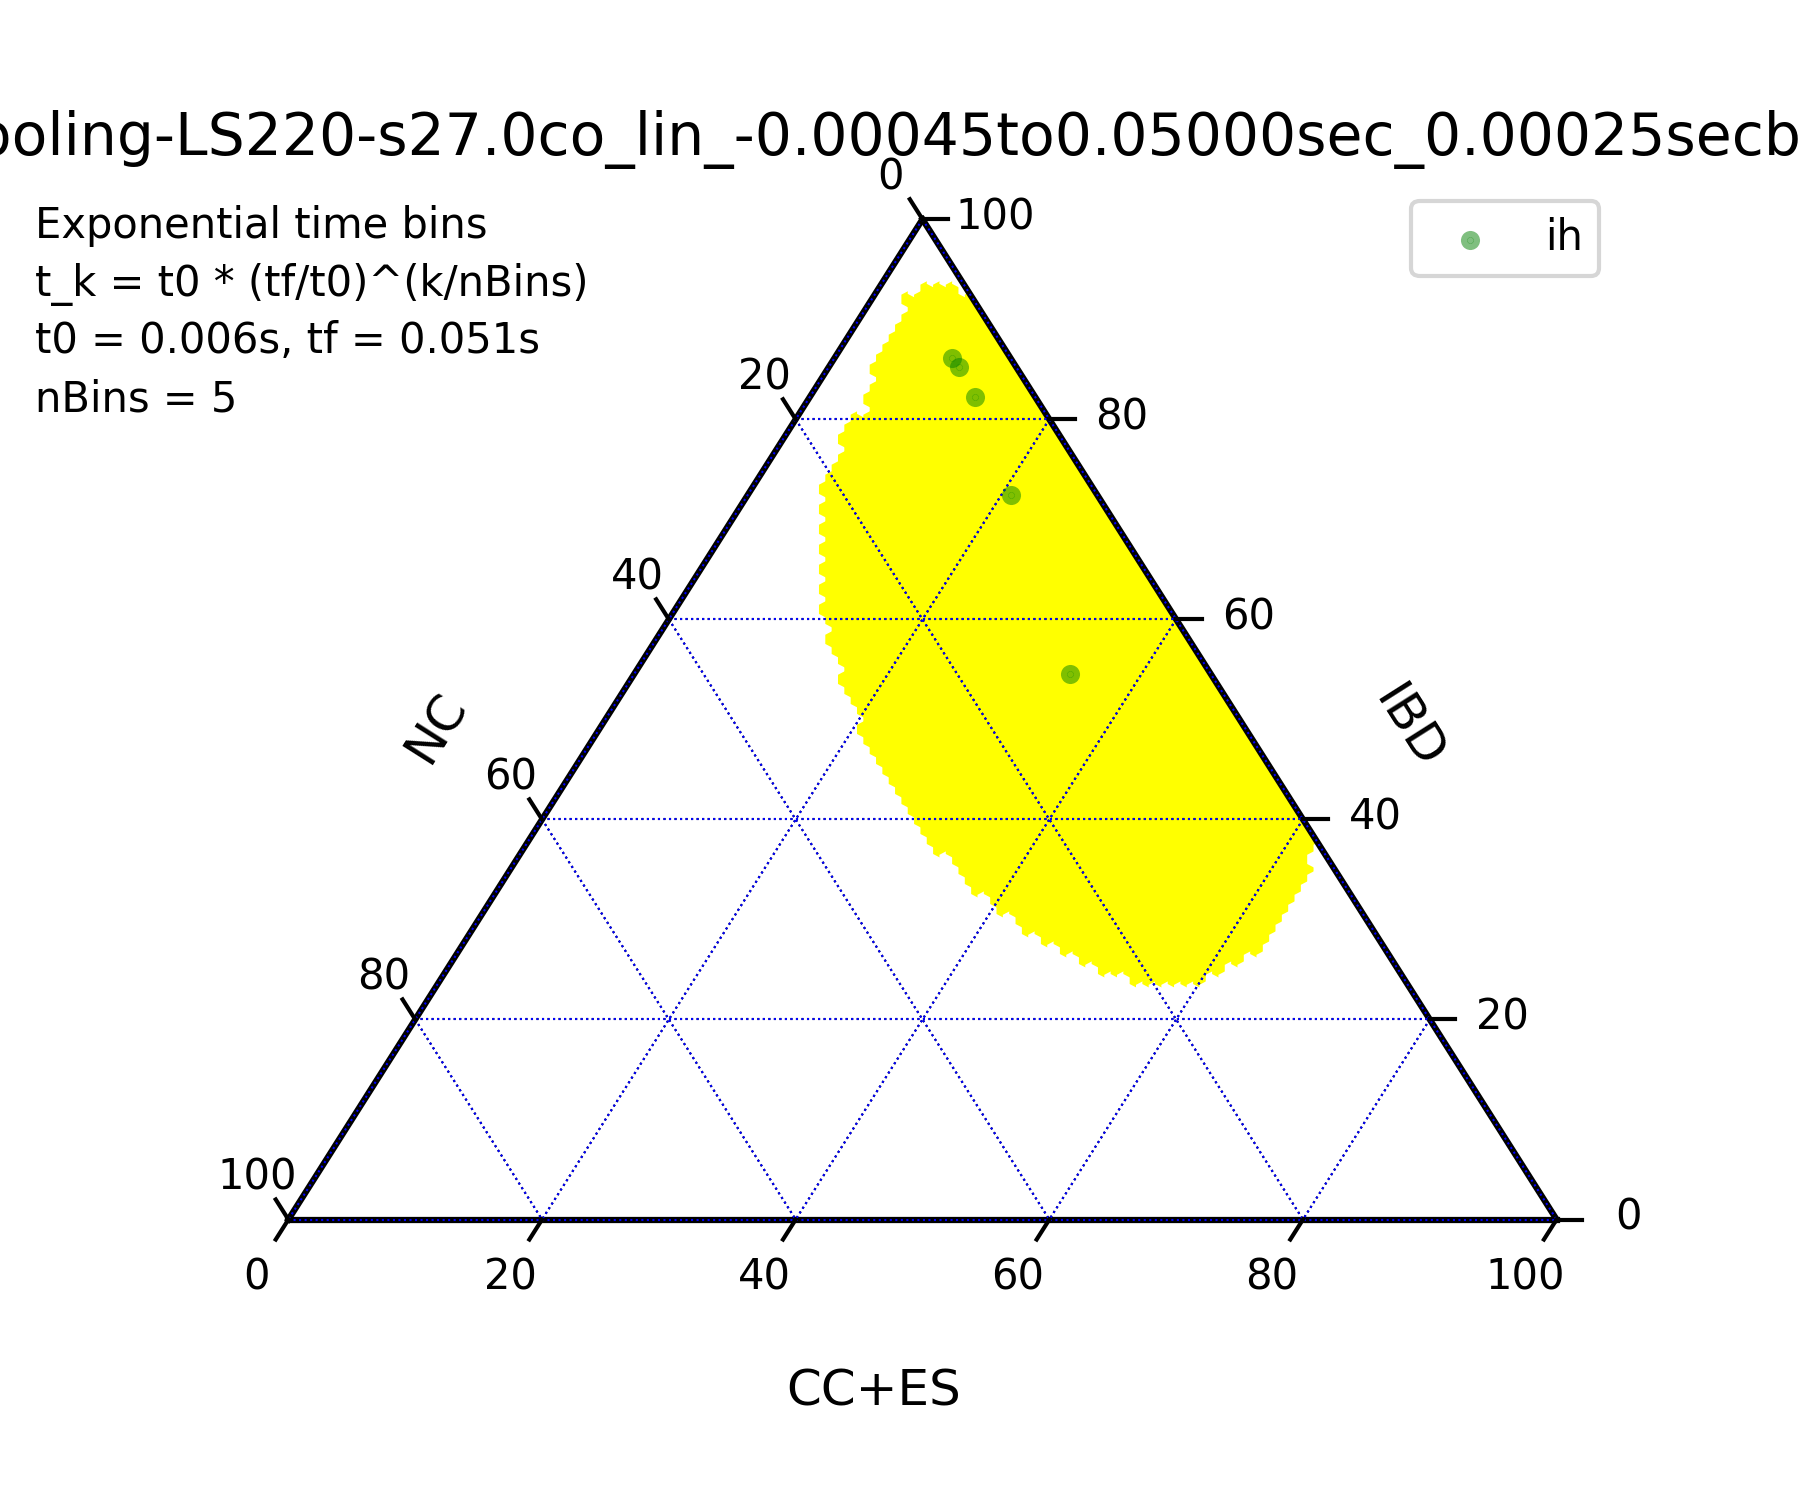 ooling-LS220-s27.0co_lin_-0.00045to0.05000sec_0.00025secb
Exponential time bins
t_k = t0 * (tf/t0)^(k/nBins)
t0 = 0.006s, tf = 0.051s
nBins = 5
ih
0
100
20
80
40
60
NC
IBD
60
40
80
20
100
0
0
20
40
60
80
100
CC+ES